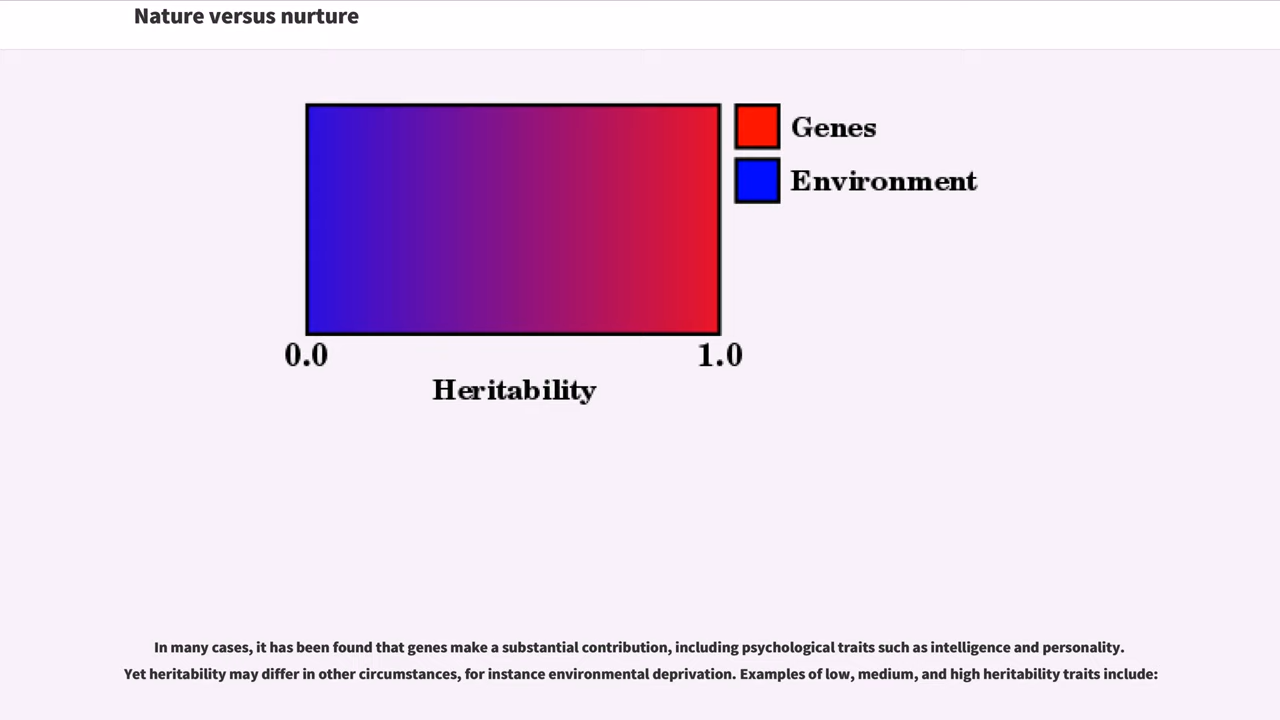 Nature versus nurture
Genes
Environment
0.0 1.0
Heritability
In many cases, it has been found that genes make a substantial contribution, including psychological traits such as intelligence and personality.
Yet heritability may differ in other circumstances, for instance environmental deprivation. Examples of low, medium, and high heritability traits include: